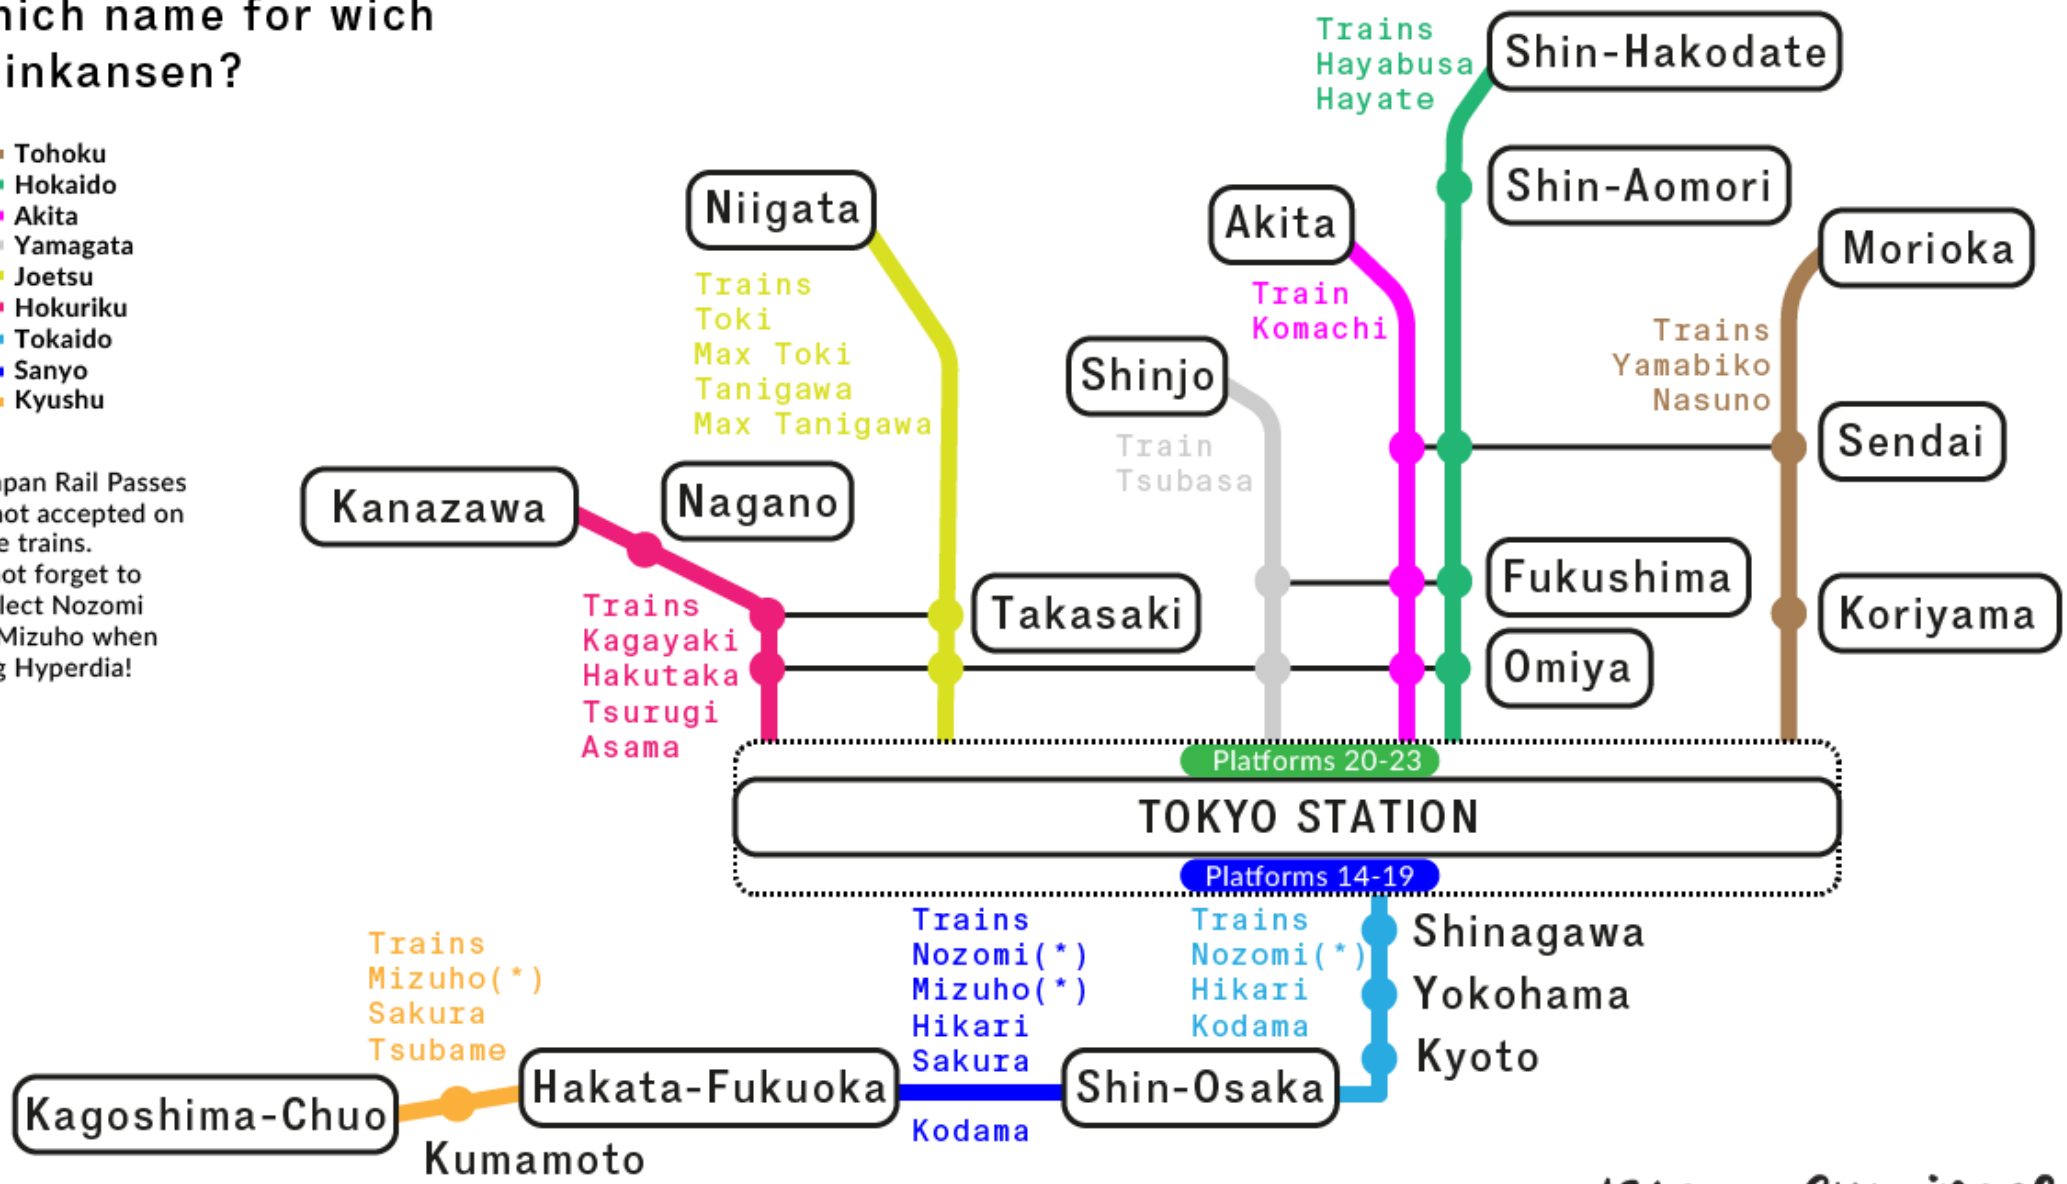 hich name for wich
inkansen?
Tohoku
Hokaido
Akita
Yamagata
Joetsu
Hokuriku
Tokaido
Sanyo
Kyushu
apan Rail Passes
not accepted on
e trains.
not forget to
lect Nozomi
Mizuho when
g Hyperdia!
Trains
Hayabusa
Hayate
Shin-Hakodate
Shin-Aomori
Niigata
Trains
Toki
Max Toki
Tanigawa
Max Tanigawa
Akita
Train
Komachi
Morioka
Trains
Yamabiko
Nasuno
Shinjo
Train
Tsubasa
Sendai
Kanazawa
Nagano
Trains
Kagayaki
Hakutaka
Tsurugi
Asama
Takasaki
Fukushima
Omiya
Koriyama
Platforms 20-23
TOKYO STATION
Platforms 14-19
Trains
Mizuho(*)
Sakura
Tsubame
Trains
Nozomi(*)
Mizuho(*)
Hikari
Sakura
Kodama
Trains
Nozomi(*)
Hikari
Kodama
Shinagawa
Yokohama
Kyoto
Kagoshima-Chuo
Hakata-Fukuoka
Shin-Osaka
Kumamoto